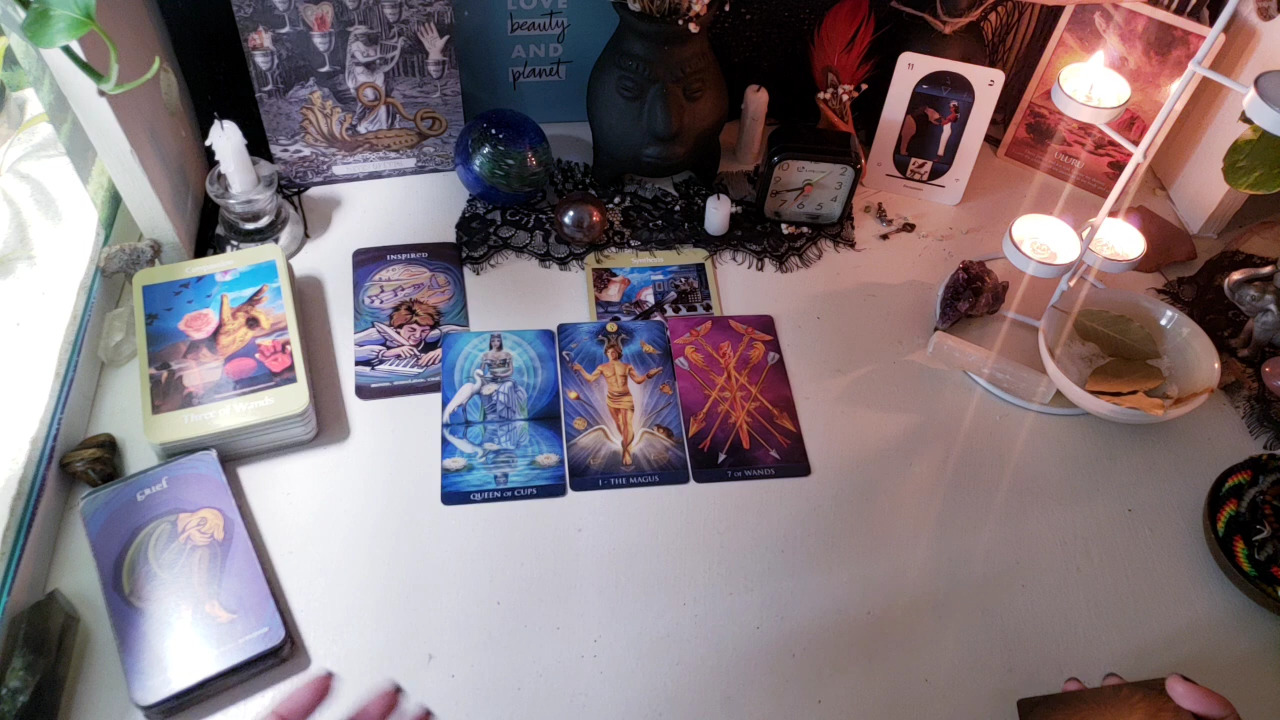 LOVE
beauty
AND
planet
11
ULURU
INSPIRED
Synthesis
Three of Wands
Grief
QUEEN OF CUPS
I · THE MAGUS
7 OF WANDS